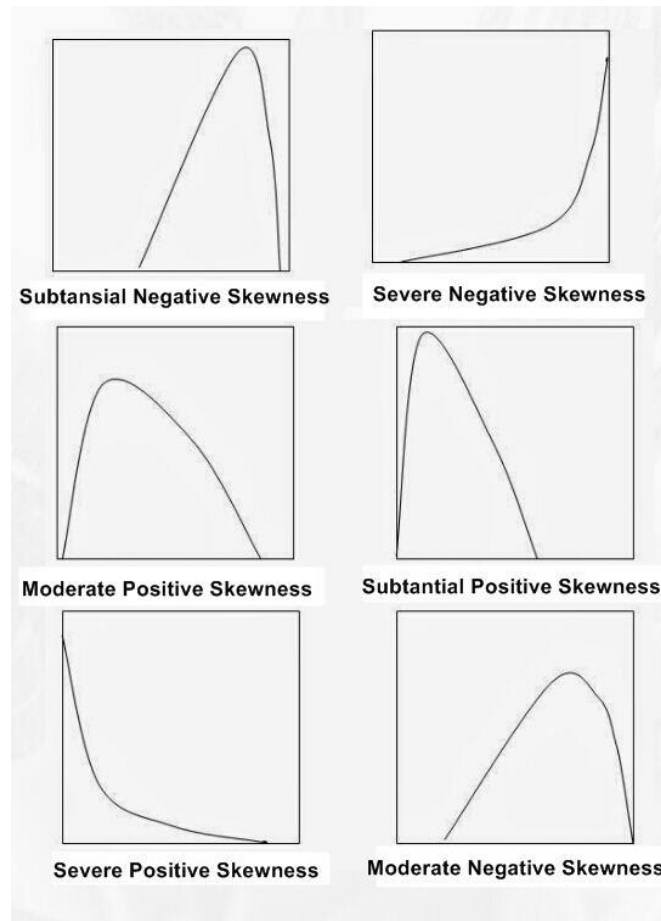 Subtansial Negative Skewness
Severe Negative Skewness
Moderate Positive Skewness
Subtantial Positive Skewness
Severe Positive Skewness
Moderate Negative Skewness